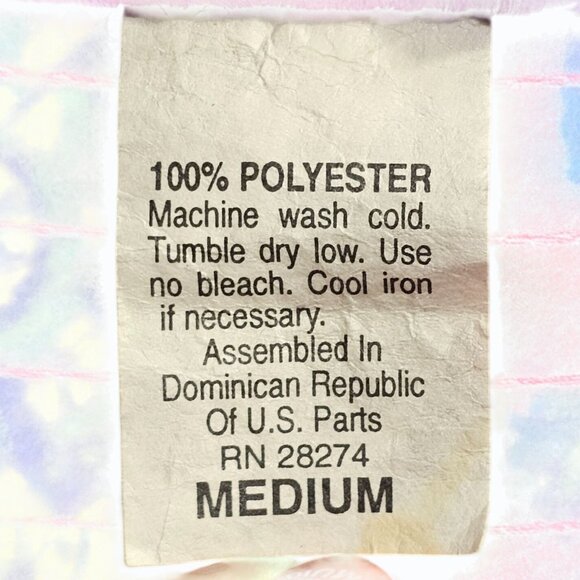 100% POLYESTER
Machine wash cold.
Tumble dry low. Use
no bleach. Cool iron
if necessary.
Assembled In
Dominican Republic
Of U.S. Parts
RN 28274
MEDIUM